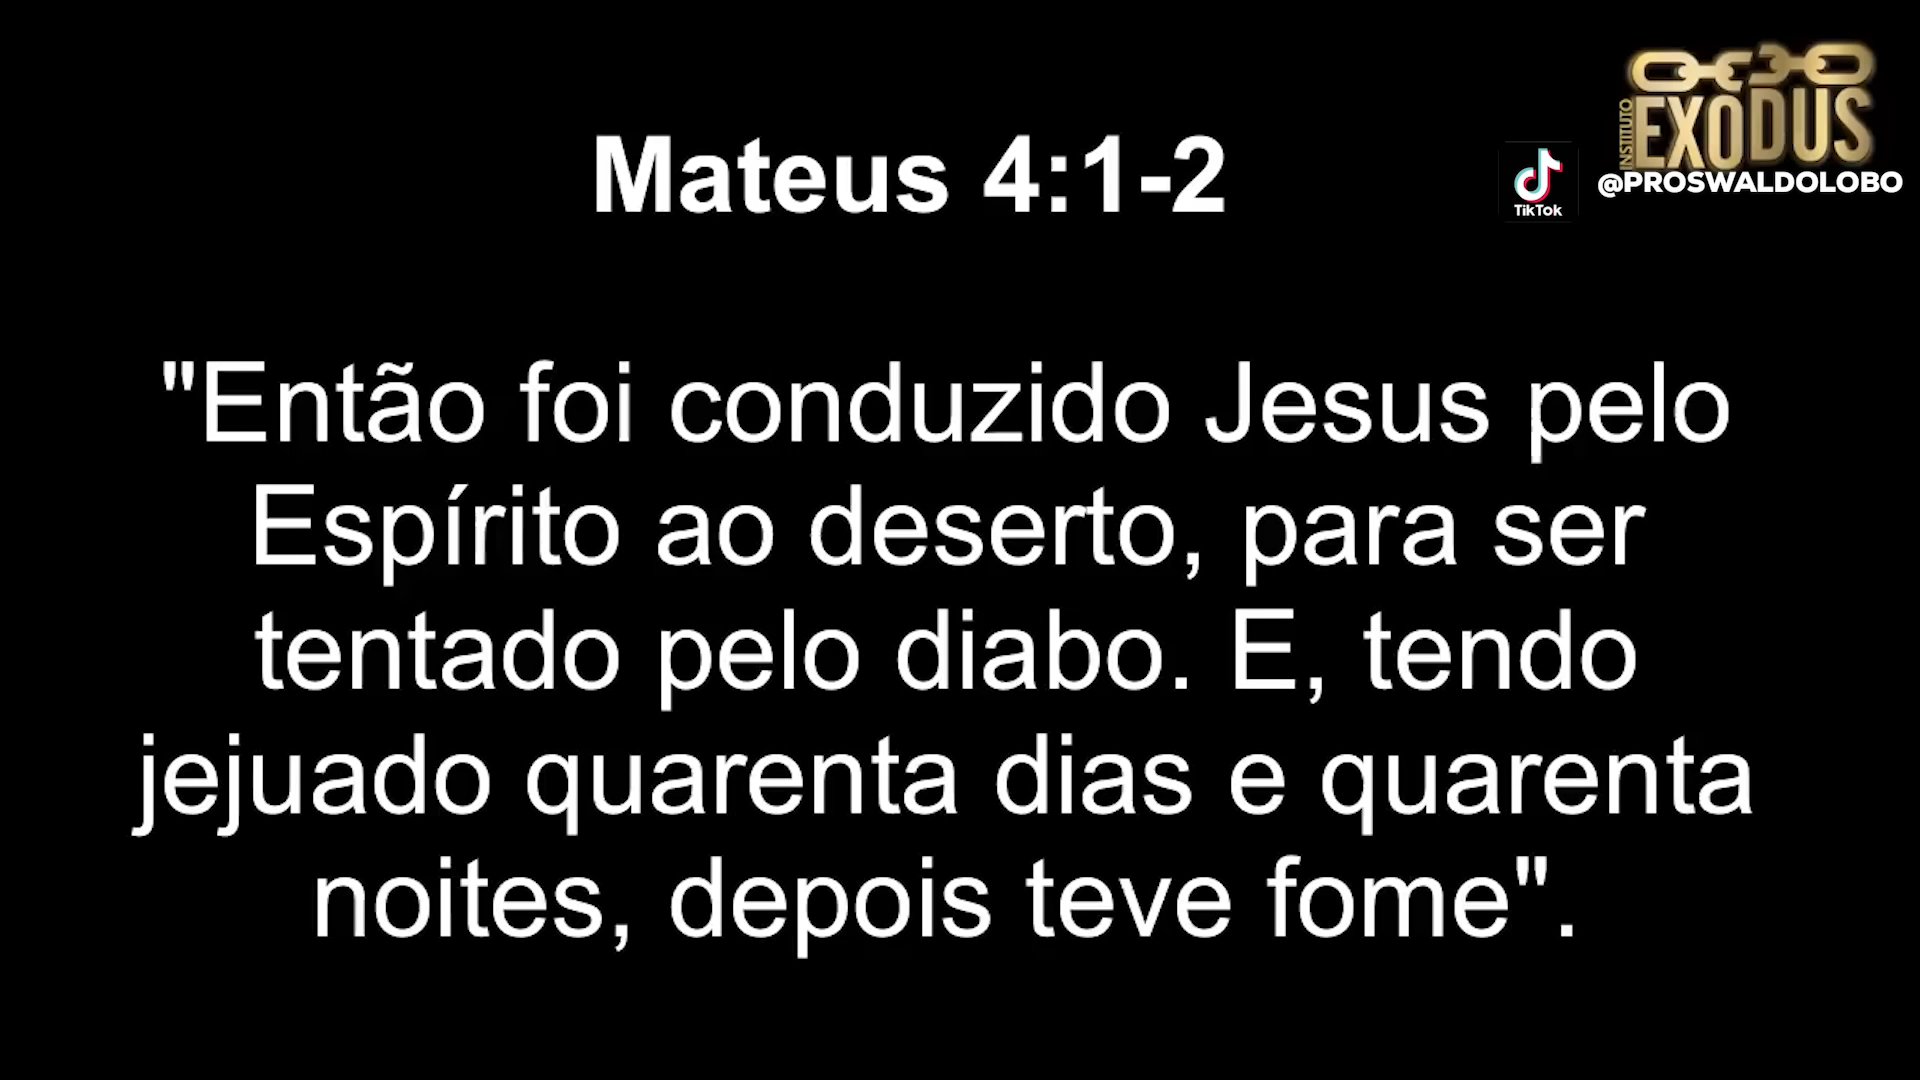 Mateus 4:1-2
INSTITUTO
EXODUS
TikTok
@PROSWALDOLOBO
"Então foi conduzido Jesus pelo
Espírito ao deserto, para ser
tentado pelo diabo. E, tendo
jejuado quarenta dias e quarenta
noites, depois teve fome".